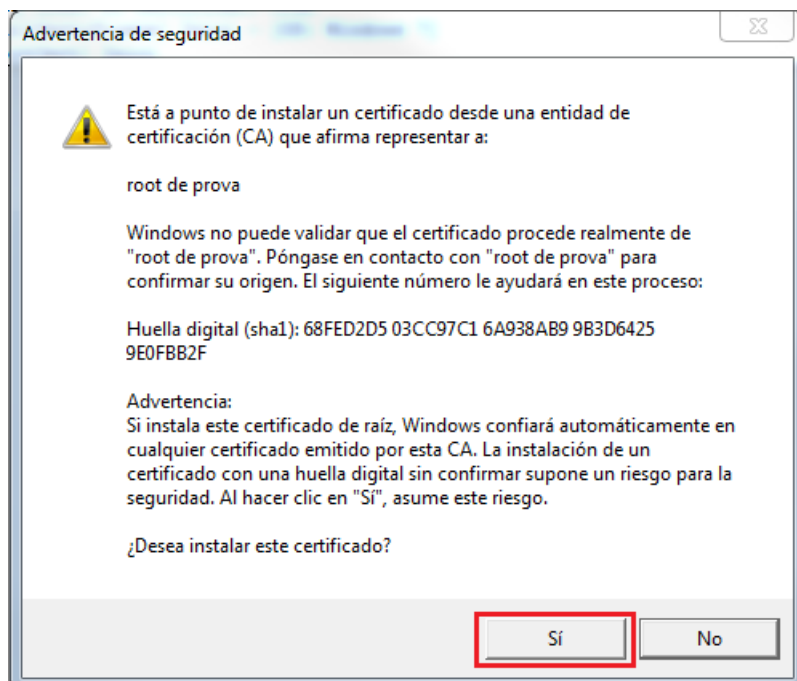 Advertencia de seguridad
Está a punto de instalar un certificado desde una entidad de
certificación (CA) que afirma representar a:
root de prova
Windows no puede validar que el certificado procede realmente de
"root de prova". Póngase en contacto con "root de prova" para
confirmar su origen. El siguiente número le ayudará en este proceso:
Huella digital (sha1): 68FED2D5 03CC97C1 6A938AB9 9B3D6425
9E0FBB2F
Advertencia:
Si instala este certificado de raíz, Windows confiará automáticamente en
cualquier certificado emitido por esta CA. La instalación de un
certificado con una huella digital sin confirmar supone un riesgo para la
seguridad. Al hacer clic en "Sí", asume este riesgo.
¿Desea instalar este certificado?
Sí No